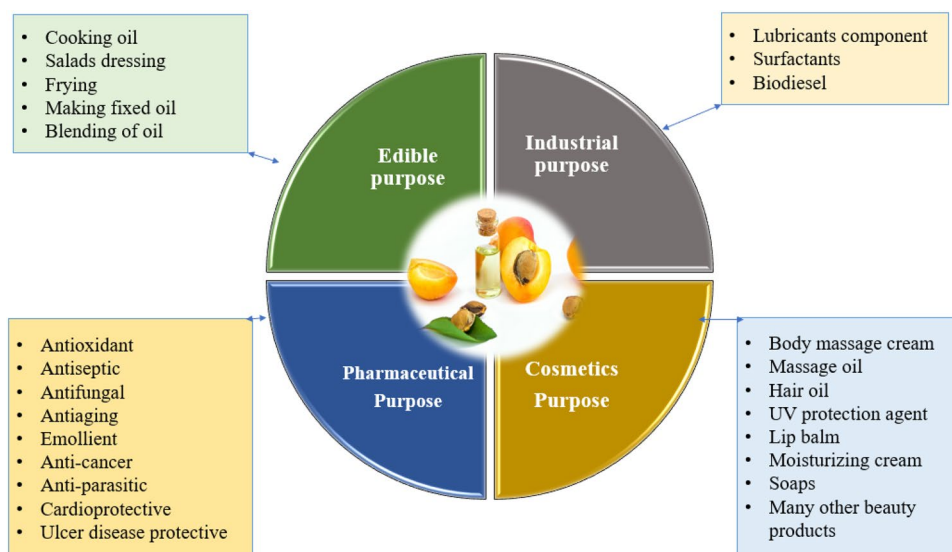 • Cooking oil
• Salads dressing
• Frying
• Making fixed oil
• Blending of oil
• Lubricants component
• Surfactants
• Biodiesel
Edible
purpose
Industrial
purpose
Pharmaceutical
Purpose
Cosmetics
Purpose
• Antioxidant
• Antiseptic
• Antifungal
• Antiaging
• Emollient
• Anti-cancer
• Anti-parasitic
• Cardioprotective
• Ulcer disease protective
• Body massage cream
• Massage oil
• Hair oil
• UV protection agent
• Lip balm
• Moisturizing cream
• Soaps
• Many other beauty
products